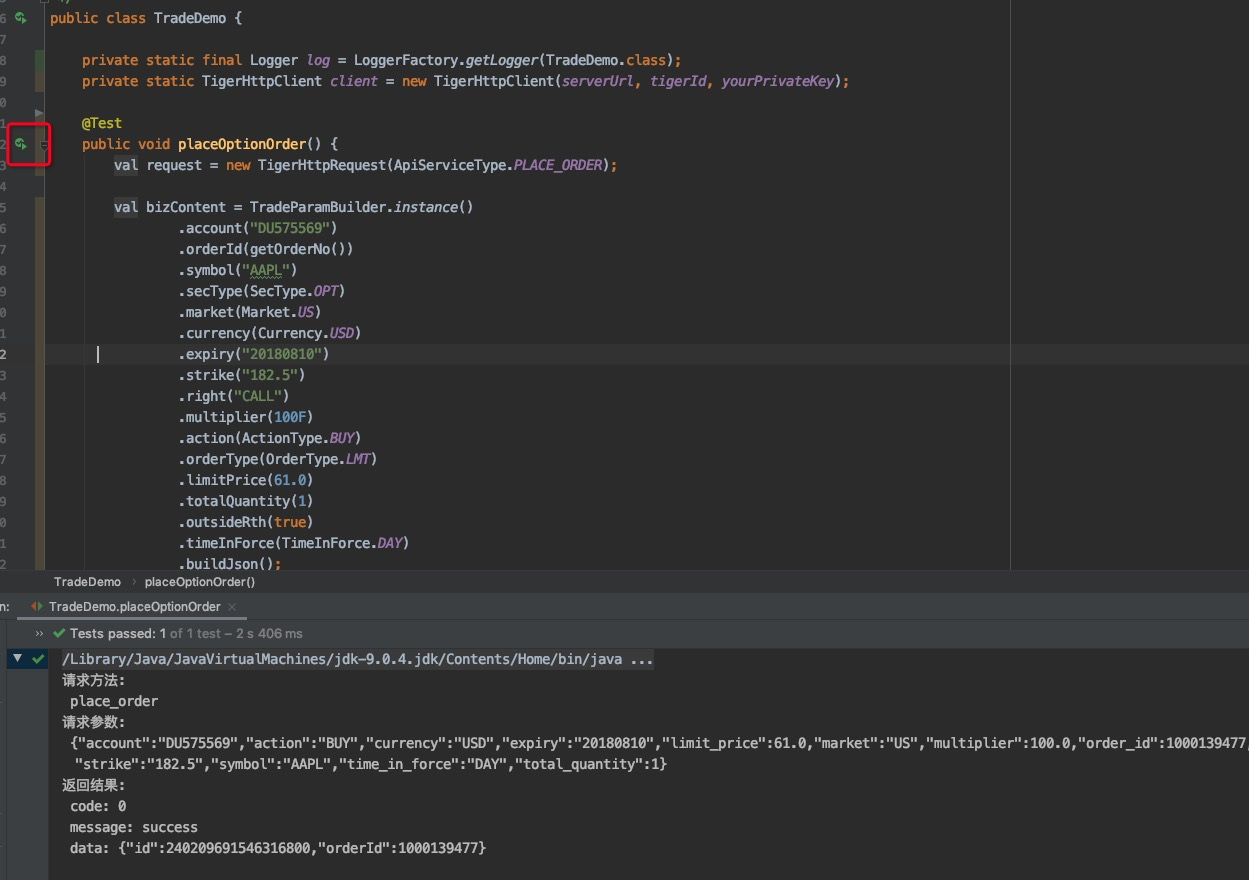 6 public class TradeDemo {
7
8 private static final Logger log = LoggerFactory.getLogger(TradeDemo.class);
9 private static TigerHttpClient client = new TigerHttpClient(serverUrl, tigerId, yourPrivateKey);
0
1 @Test
2 public void placeOptionOrder() {
3 val request = new TigerHttpRequest(ApiServiceType.PLACE_ORDER);
4
5 val bizContent = TradeParamBuilder.instance()
6 .account("DU575569")
7 .orderId(getOrderNo())
8 .symbol("AAPL")
9 .secType(SecType.OPT)
0 .market(Market.US)
1 .currency(Currency.USD)
2 .expiry("20180810")
3 .strike("182.5")
4 .right("CALL")
5 .multiplier(100F)
6 .action(ActionType.BUY)
7 .orderType(OrderType.LMT)
8 .limitPrice(61.0)
9 .totalQuantity(1)
0 .outsideRth(true)
1 .timeInForce(TimeInForce.DAY)
2 .buildJson();
TradeDemo › placeOptionOrder()
n: TradeDemo.placeOptionOrder ×
» Tests passed: 1 of 1 test – 2 s 406 ms
/Library/Java/JavaVirtualMachines/jdk-9.0.4.jdk/Contents/Home/bin/java ...
请求方法:
place_order
请求参数:
{"account":"DU575569","action":"BUY","currency":"USD","expiry":"20180810","limit_price":61.0,"market":"US","multiplier":100.0,"order_id":1000139477,
"strike":"182.5","symbol":"AAPL","time_in_force":"DAY","total_quantity":1}
返回结果:
code: 0
message: success
data: {"id":240209691546316800,"orderId":1000139477}